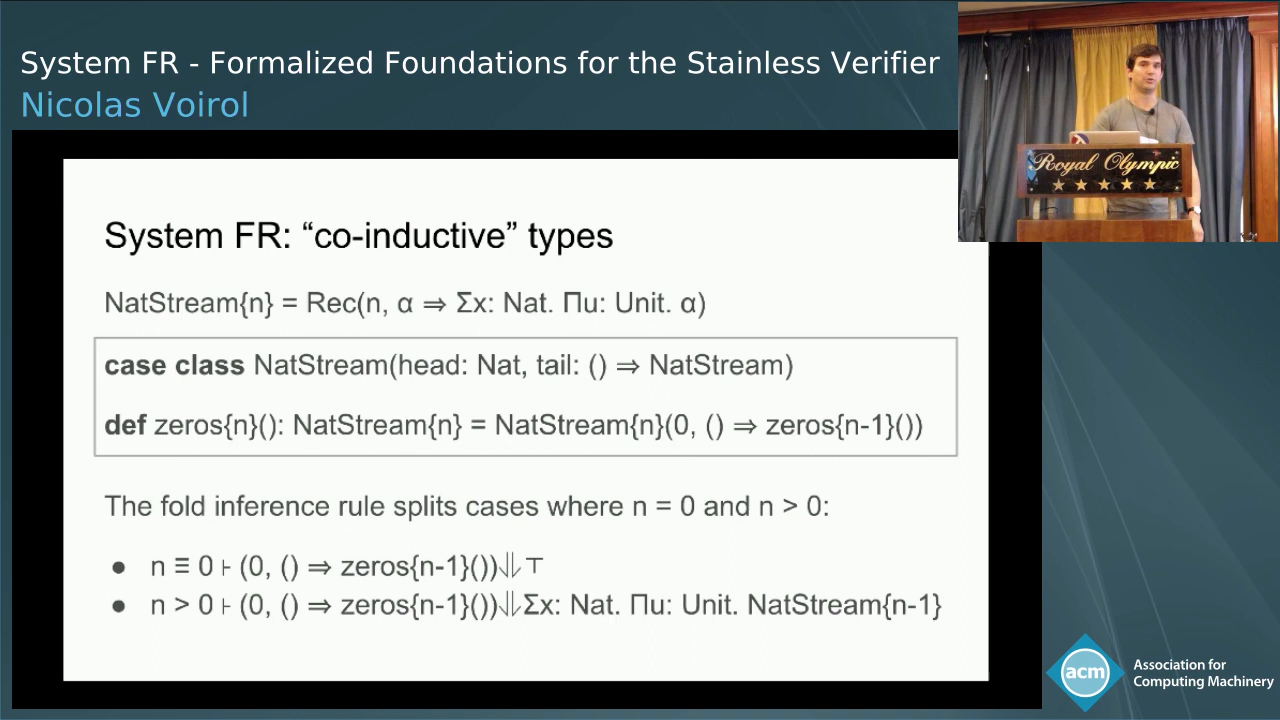 System FR - Formalized Foundations for the Stainless Verifier
Nicolas Voirol
Royal Olympic
System FR: “co-inductive” types
NatStream{n} = Rec(n, α ⇒ Σx: Nat. Πu: Unit. α)
case class NatStream(head: Nat, tail: () ⇒ NatStream)
def zeros{n}(): NatStream{n} = NatStream{n}(0, () ⇒ zeros{n-1}())
The fold inference rule splits cases where n = 0 and n > 0:
● n ≡ 0 ⊦ (0, () ⇒ zeros{n-1}())⇃⇂⊤
● n > 0 ⊦ (0, () ⇒ zeros{n-1}())⇃⇂Σx: Nat. Πu: Unit. NatStream{n-1}
acm
Association for
Computing Machinery